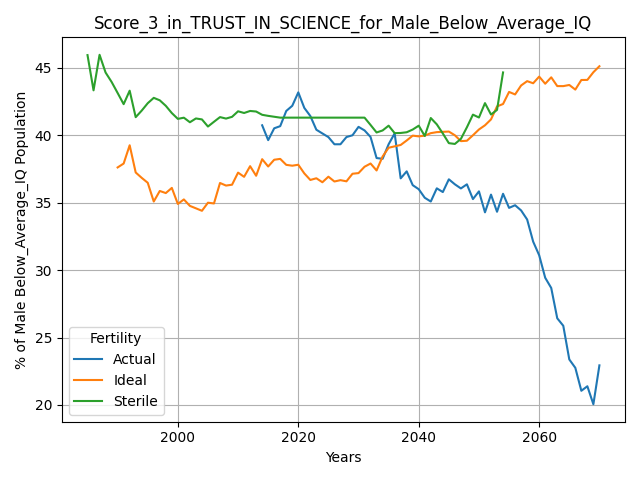 Score_3_in_TRUST_IN_SCIENCE_for_Male_Below_Average_IQ
% of Male Below_Average_IQ Population
45
40
35
30
25
20
Fertility
Actual
Ideal
Sterile
2000
2020
2040
2060
Years